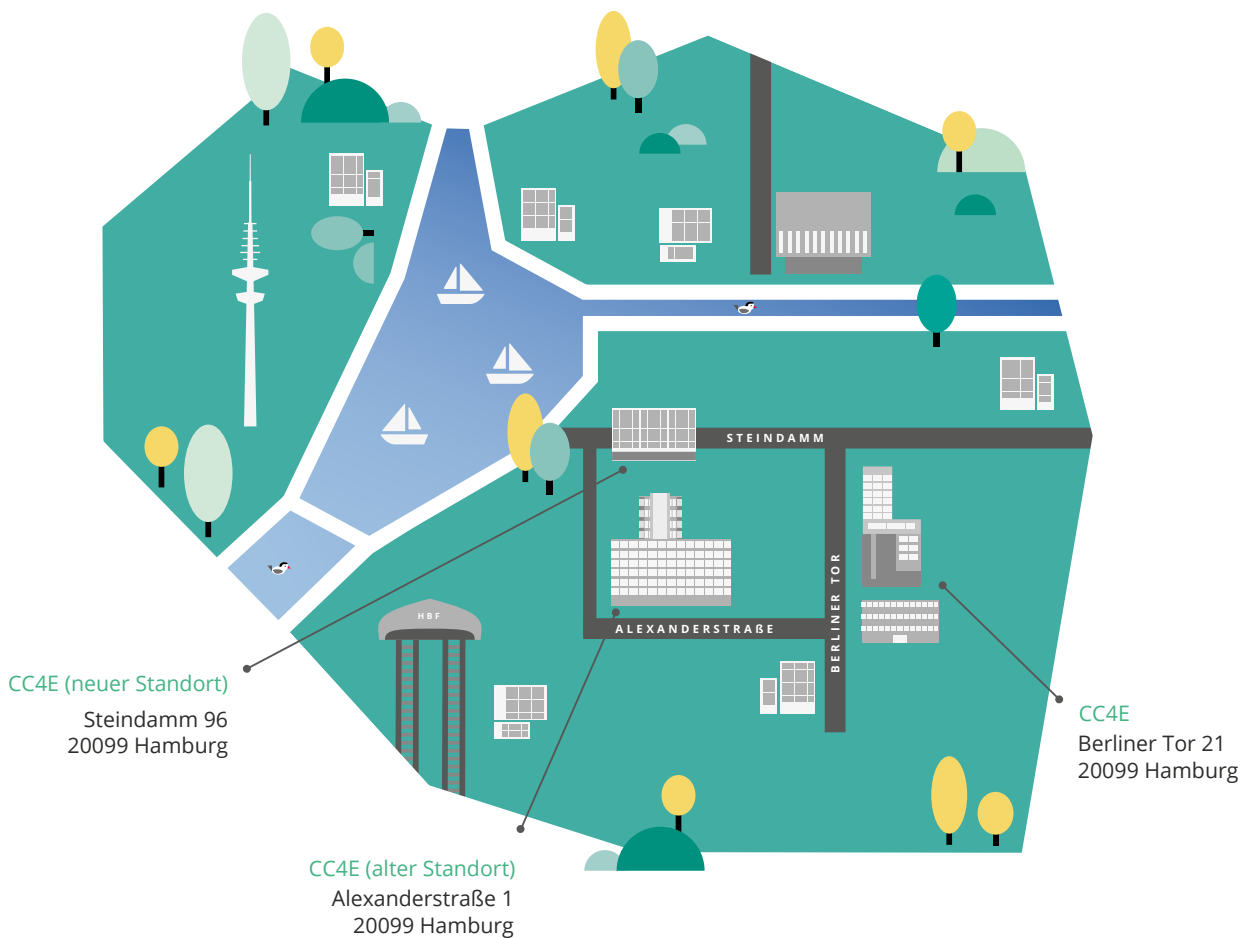 STEINDAMM
BERLINER TOR
HBF
ALEXANDERSTRAßE
CC4E (neuer Standort)
Steindamm 96
20099 Hamburg
CC4E
Berliner Tor 21
20099 Hamburg
CC4E (alter Standort)
Alexanderstraße 1
20099 Hamburg